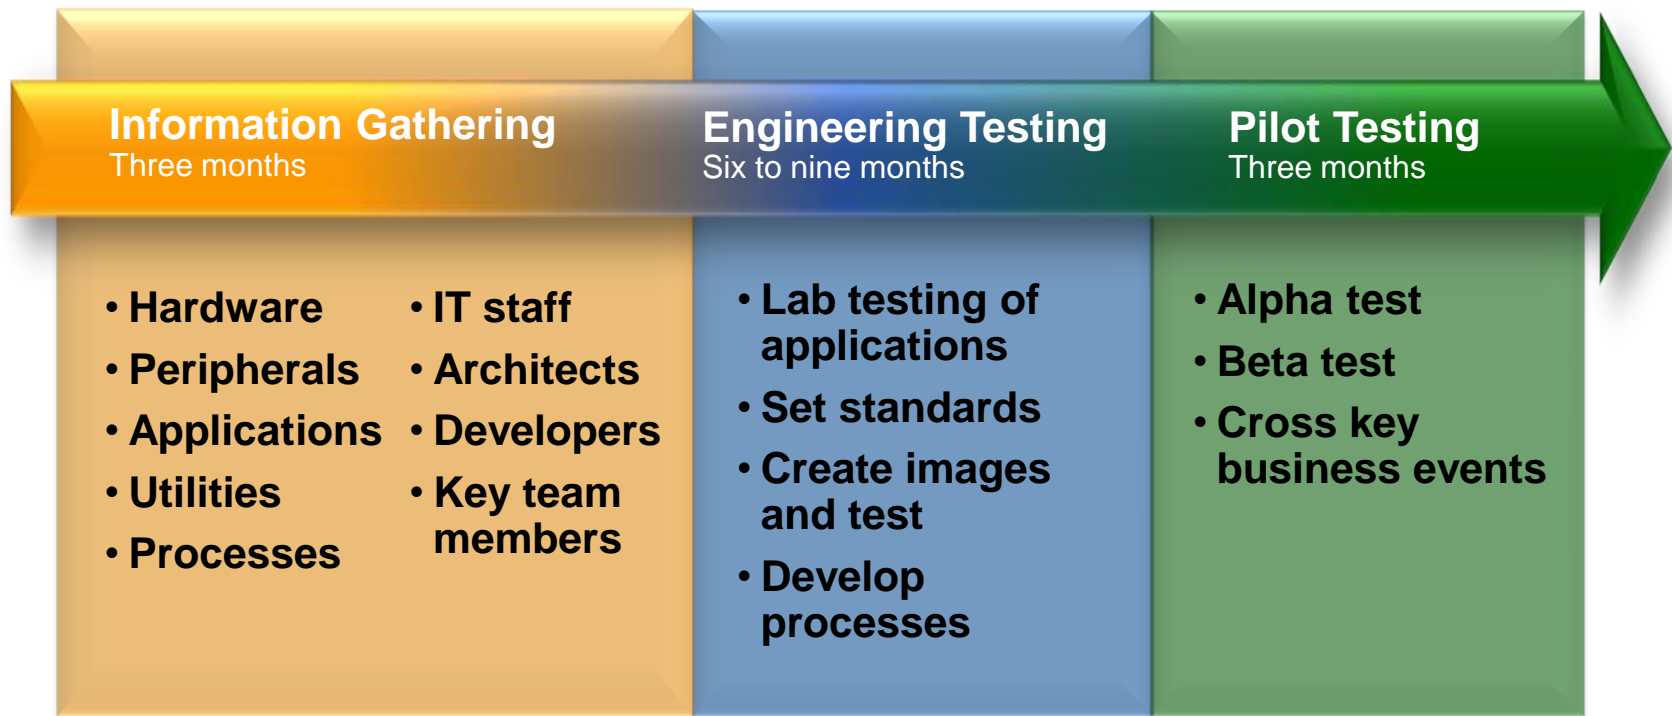 Information Gathering
Three months
Engineering Testing
Six to nine months
Pilot Testing
Three months
• Hardware
• Peripherals
• Applications
• Utilities
• Processes
• IT staff
• Architects
• Developers
• Key team
members
• Lab testing of
applications
• Set standards
• Create images
and test
• Develop
processes
• Alpha test
• Beta test
• Cross key
business events